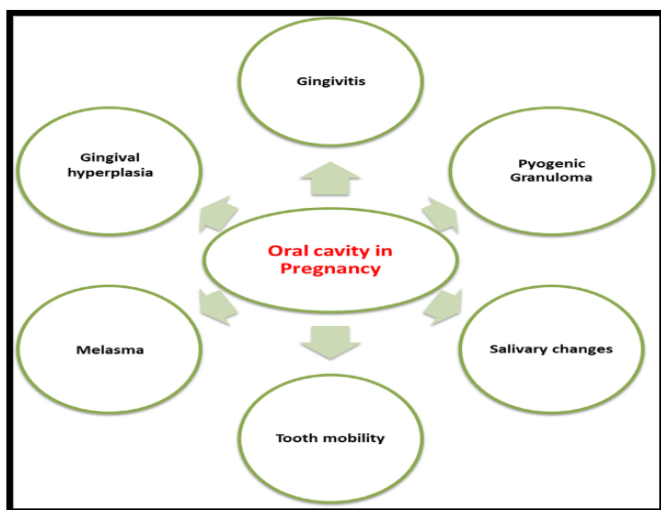 Gingivitis
Gingival
hyperplasia
Pyogenic
Granuloma
Oral cavity in
Pregnancy
Melasma
Salivary changes
Tooth mobility